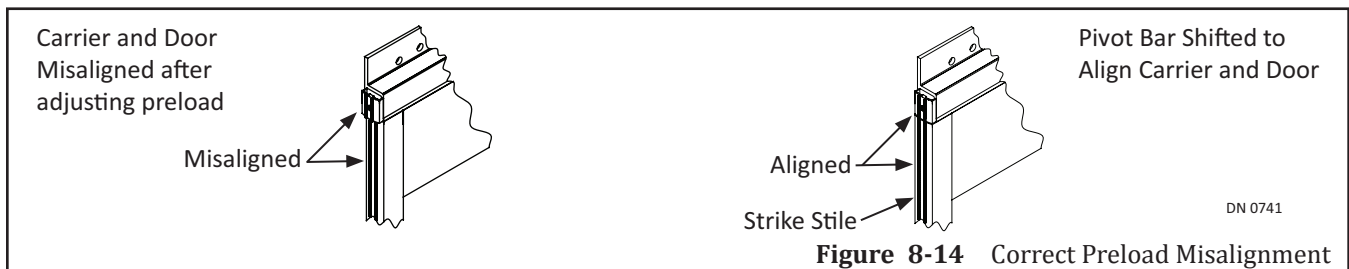 Carrier and Door
Misaligned after
adjusting preload
Misaligned
Pivot Bar Shifted to
Align Carrier and Door
Aligned
Strike Stile
DN 0741
Figure 8-14 Correct Preload Misalignment